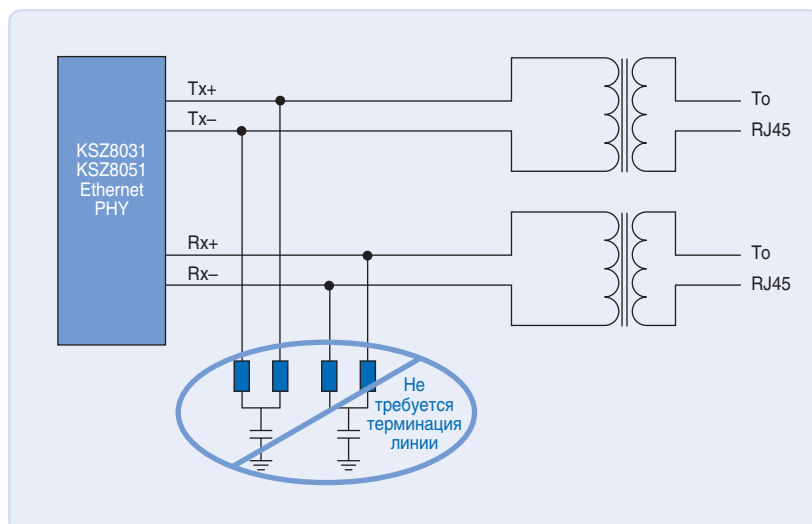 Tx+
Tx–
KSZ8031
KSZ8051
Ethernet
PHY
To
RJ45
Rx+
Rx–
To
RJ45
Не
требуется
терминация
линии